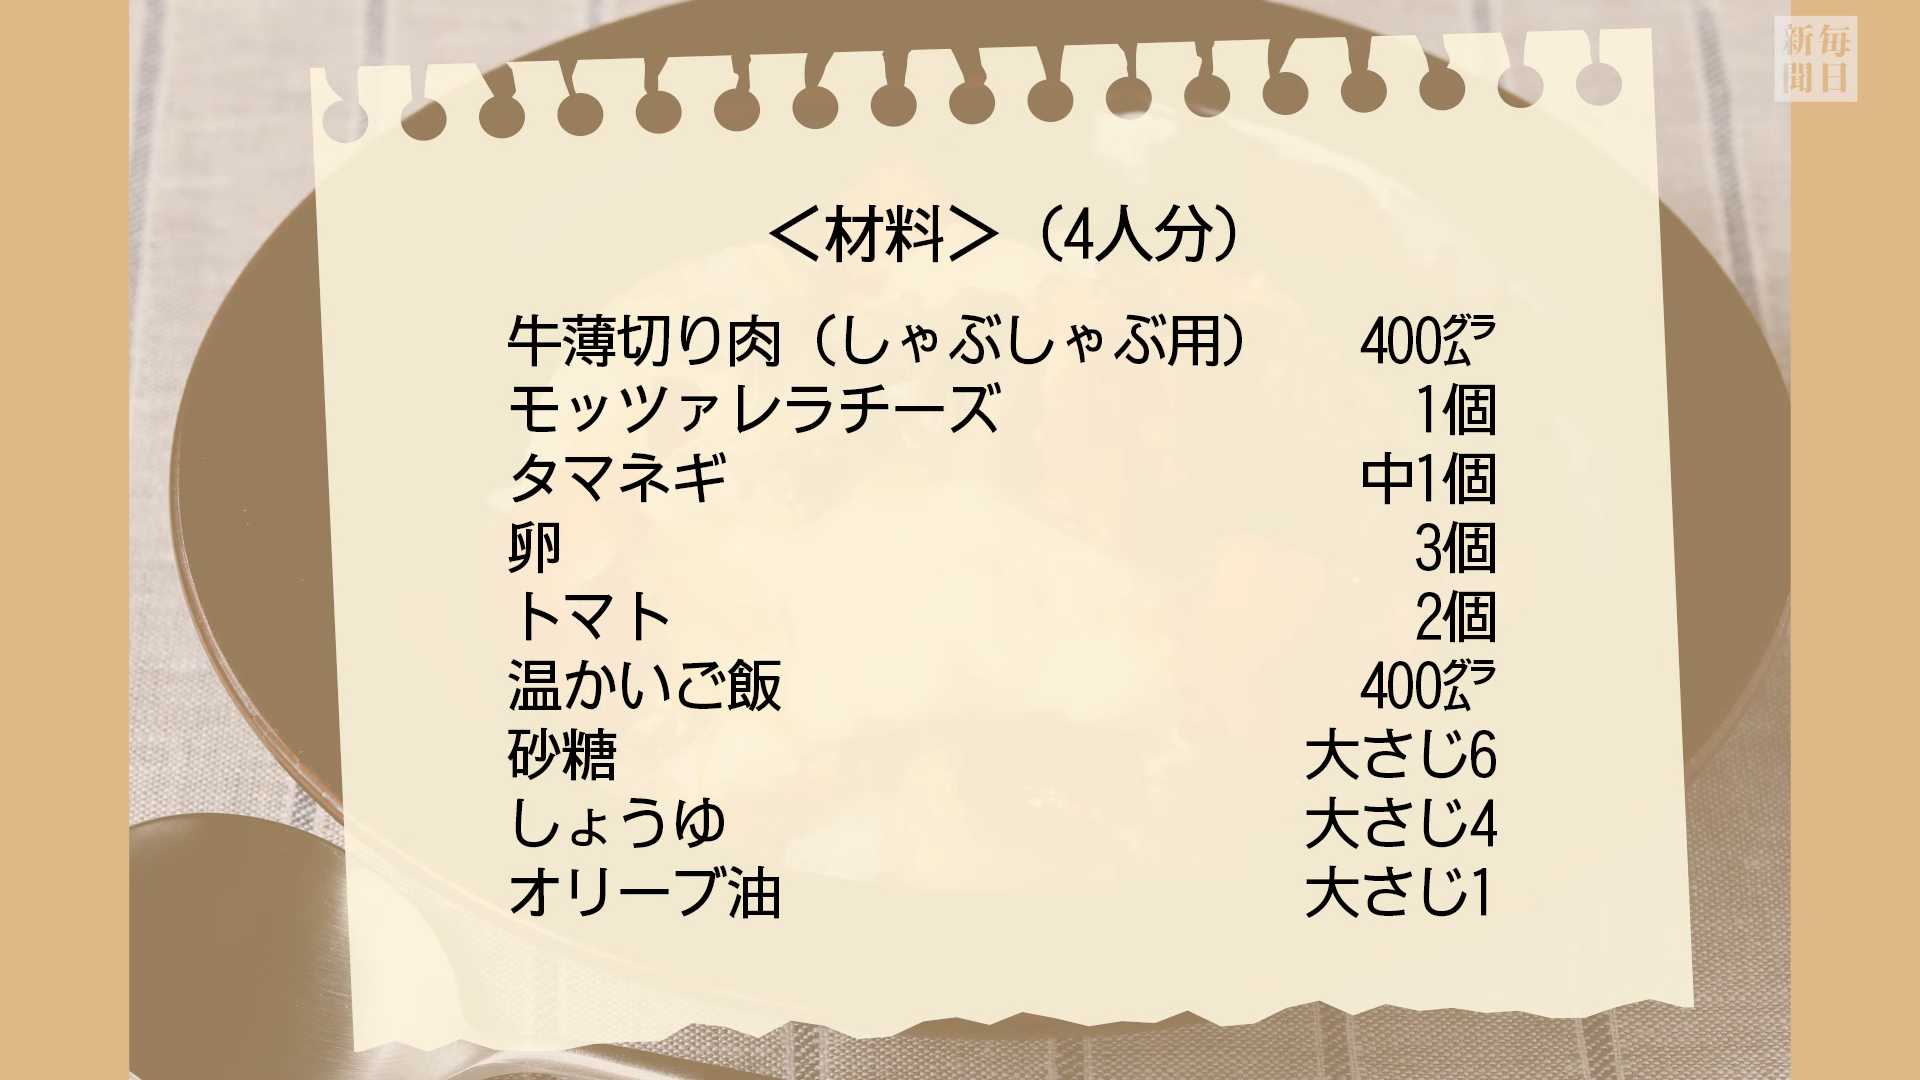 毎日新聞
＜材料＞（4人分）
牛薄切り肉（しゃぶしゃぶ用） 400㌘
モッツァレラチーズ 1個
タマネギ 中1個
卵 3個
トマト 2個
温かいご飯 400㌘
砂糖 大さじ6
しょうゆ 大さじ4
オリーブ油 大さじ1